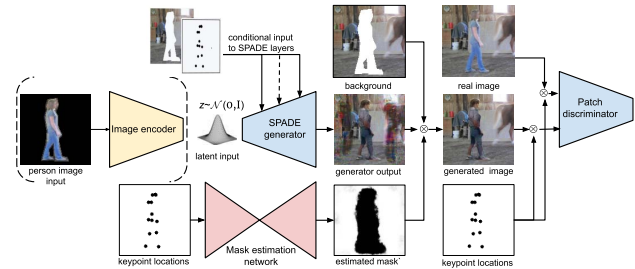 conditional input
to SPADE layers
background
real image
z~𝒩(0,I)
Image encoder
SPADE
generator
Patch
discriminator
latent input
person image
input
generator output
generated image
keypoint locations
Mask estimation
network
estimated mask`
keypoint locations